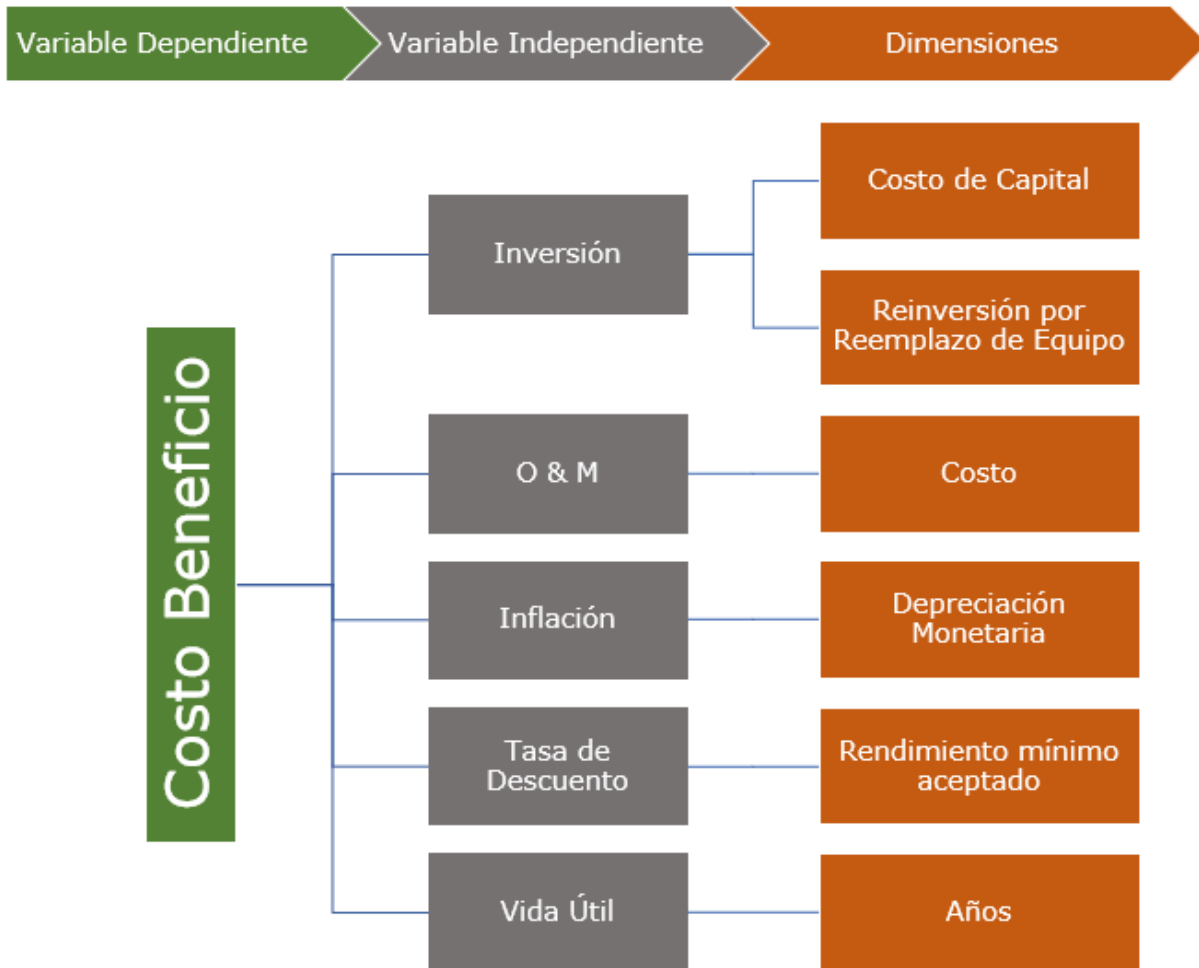 Variable Dependiente
Variable Independiente
Dimensiones
Costo Beneficio
Inversión
Costo de Capital
Reinversión por
Reemplazo de Equipo
O & M
Costo
Inflación
Depreciación
Monetaria
Tasa de
Descuento
Rendimiento mínimo
aceptado
Vida Útil
Años